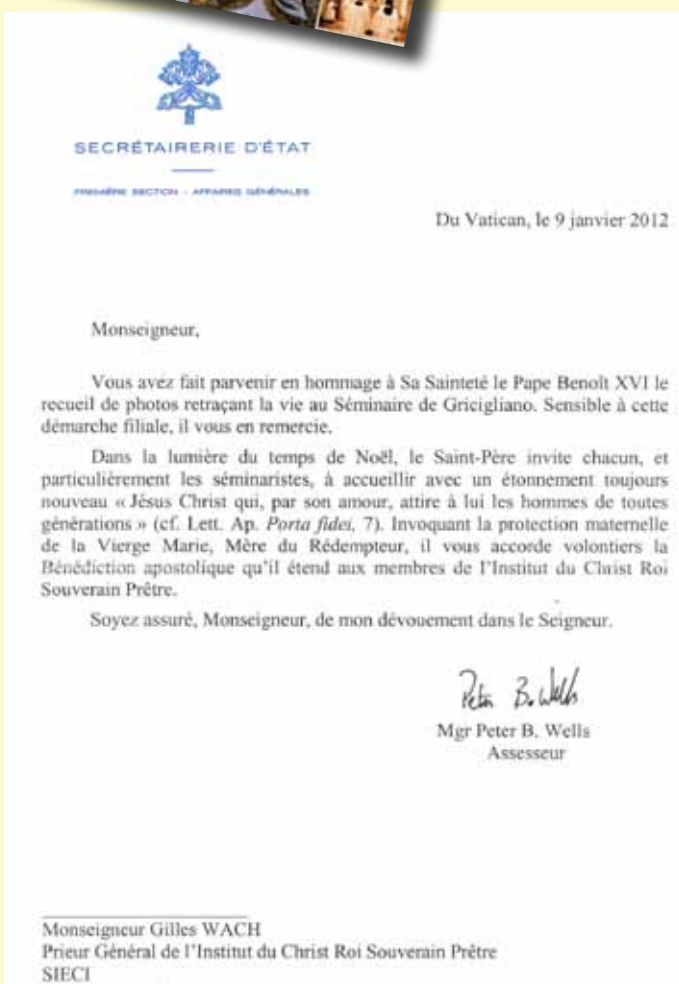 SECRÉTAIRERIE D'ÉTAT
PREMIÈRE SECTION - AFFAIRES GÉNÉRALES
Du Vatican, le 9 janvier 2012
Monseigneur,
Vous avez fait parvenir en hommage à Sa Sainteté le Pape Benoît XVI le
recueil de photos retraçant la vie au Séminaire de Gricigliano. Sensible à cette
démarche filiale, il vous en remercie.
Dans la lumière du temps de Noël, le Saint-Père invite chacun, et
particulièrement les séminaristes, à accueillir avec un étonnement toujours
nouveau « Jésus Christ qui, par son amour, attire à lui les hommes de toutes
générations » (cf. Lett. Ap. Porta fidei, 7). Invoquant la protection maternelle
de la Vierge Marie, Mère du Rédempteur, il vous accorde volontiers la
Bénédiction apostolique qu'il étend aux membres de l'Institut du Christ Roi
Souverain Prêtre.
Soyez assuré, Monseigneur, de mon dévouement dans le Seigneur.
Peter B. Wells
Mgr Peter B. Wells
Assesseur
Monseigneur Gilles WACH
Prieur Général de l'Institut du Christ Roi Souverain Prêtre
SIECI